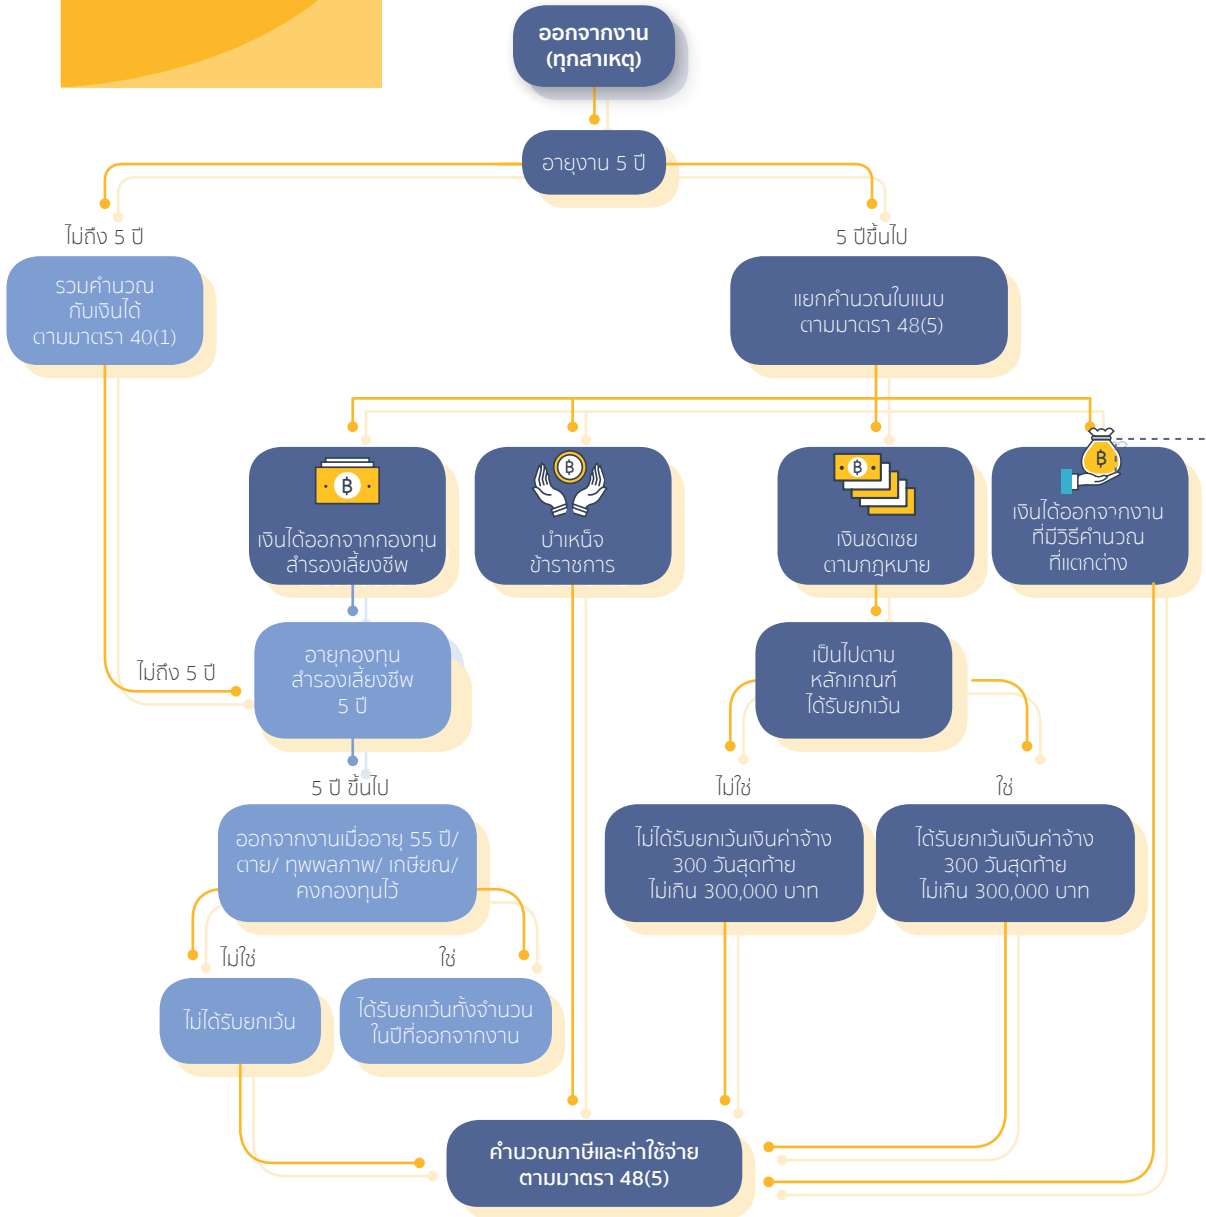 ออกจากงาน
(ทุกสาเหตุ)
อายุงาน 5 ปี
ไม่ถึง 5 ปี
5 ปีขึ้นไป
รวมคำนวณ
กับเงินได้
ตามมาตรา 40(1)
แยกคำนวณใบแนบ
ตามมาตรา 48(5)
เงินได้ออกจากกองทุน
สำรองเลี้ยงชีพ
บำเหน็จ
ข้าราชการ
เงินชดเชย
ตามกฎหมาย
เงินได้ออกจากงาน
ที่มีวิธีคำนวณ
ที่แตกต่าง
ไม่ถึง 5 ปี
อายุกองทุน
สำรองเลี้ยงชีพ
5 ปี
เป็นไปตาม
หลักเกณฑ์
ได้รับยกเว้น
5 ปี ขึ้นไป
ไม่ใช่
ใช่
ออกจากงานเมื่ออายุ 55 ปี/
ตาย/ ทุพพลภาพ/ เกษียณ/
คงกองทุนไว้
ไม่ได้รับยกเว้นเงินค่าจ้าง
300 วันสุดท้าย
ไม่เกิน 300,000 บาท
ได้รับยกเว้นเงินค่าจ้าง
300 วันสุดท้าย
ไม่เกิน 300,000 บาท
ไม่ใช่
ใช่
ไม่ได้รับยกเว้น
ได้รับยกเว้นทั้งจำนวน
ในปีที่ออกจากงาน
คำนวณภาษีและค่าใช้จ่าย
ตามมาตรา 48(5)